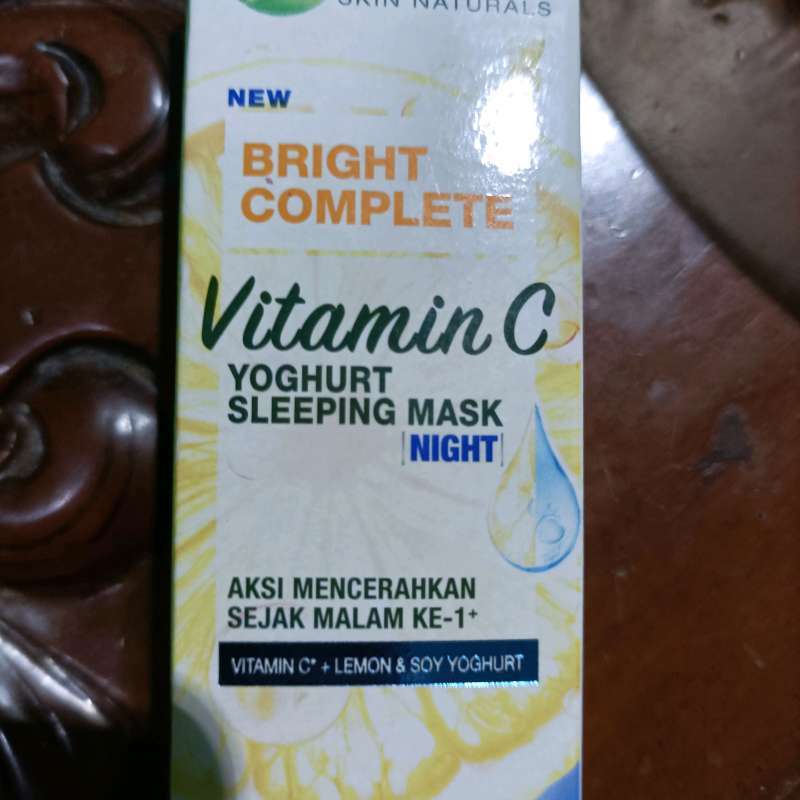 SKIN NATURALS
NEW
BRIGHT
COMPLETE
Vitamin C
YOGHURT
SLEEPING MASK
NIGHT
AKSI MENCERAHKAN
SEJAK MALAM KE-1+
VITAMIN C* + LEMON & SOY YOGHURT